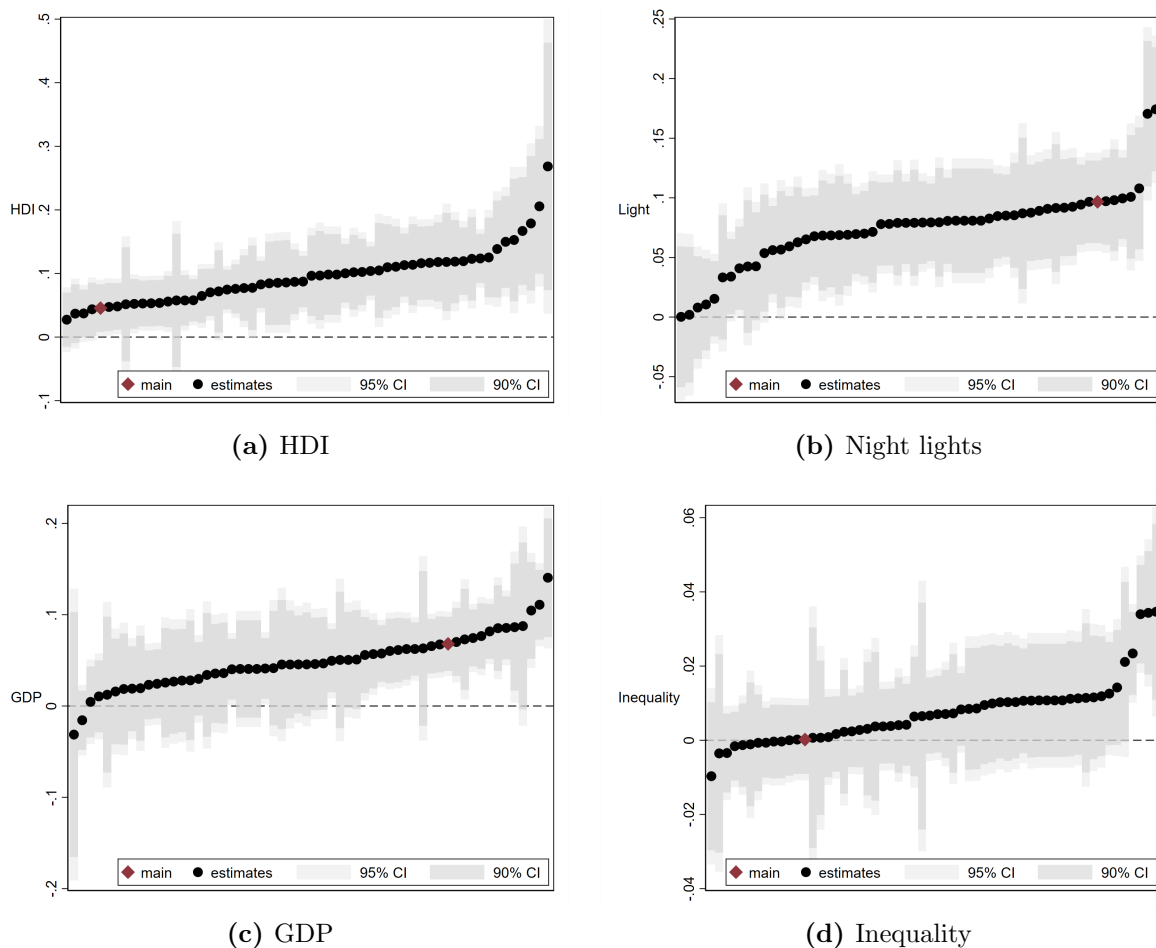 .5
.4
.3
HDI .2
.1
0
-.1
main estimates 95% CI 90% CI
(a) HDI
.25
.2
.15
Light .1
.05
0
-.05
main estimates 95% CI 90% CI
(b) Night lights
.2
.1
GDP 0
-.1
-.2
main estimates 95% CI 90% CI
(c) GDP
.06
.04
.02
Inequality
0
-.02
-.04
main estimates 95% CI 90% CI
(d) Inequality